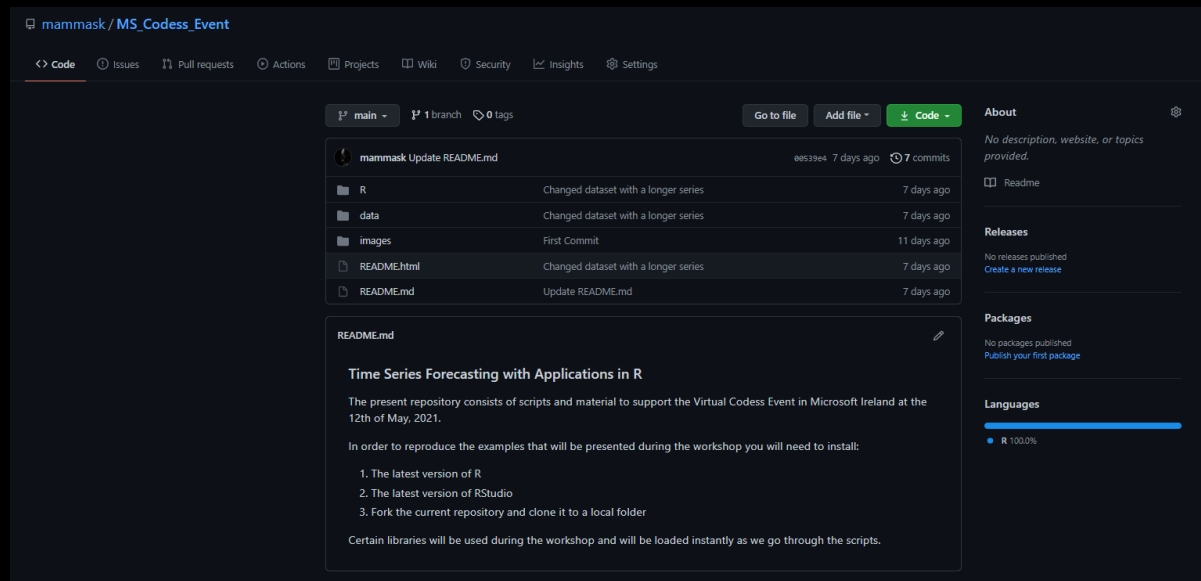 mammask / MS_Codess_Event
Code Issues Pull requests Actions Projects Wiki Security Insights Settings
main 1 branch 0 tags Go to file Add file Code
mammask Update README.md 00539e4 7 days ago 7 commits
R Changed dataset with a longer series 7 days ago
data Changed dataset with a longer series 7 days ago
images First Commit 11 days ago
README.html Changed dataset with a longer series 7 days ago
README.md Update README.md 7 days ago
README.md
Time Series Forecasting with Applications in R
The present repository consists of scripts and material to support the Virtual Codess Event in Microsoft Ireland at the
12th of May, 2021.
In order to reproduce the examples that will be presented during the workshop you will need to install:
1. The latest version of R
2. The latest version of RStudio
3. Fork the current repository and clone it to a local folder
Certain libraries will be used during the workshop and will be loaded instantly as we go through the scripts.
About
No description, website, or topics
provided.
Readme
Releases
No releases published
Create a new release
Packages
No packages published
Publish your first package
Languages
R 100.0%